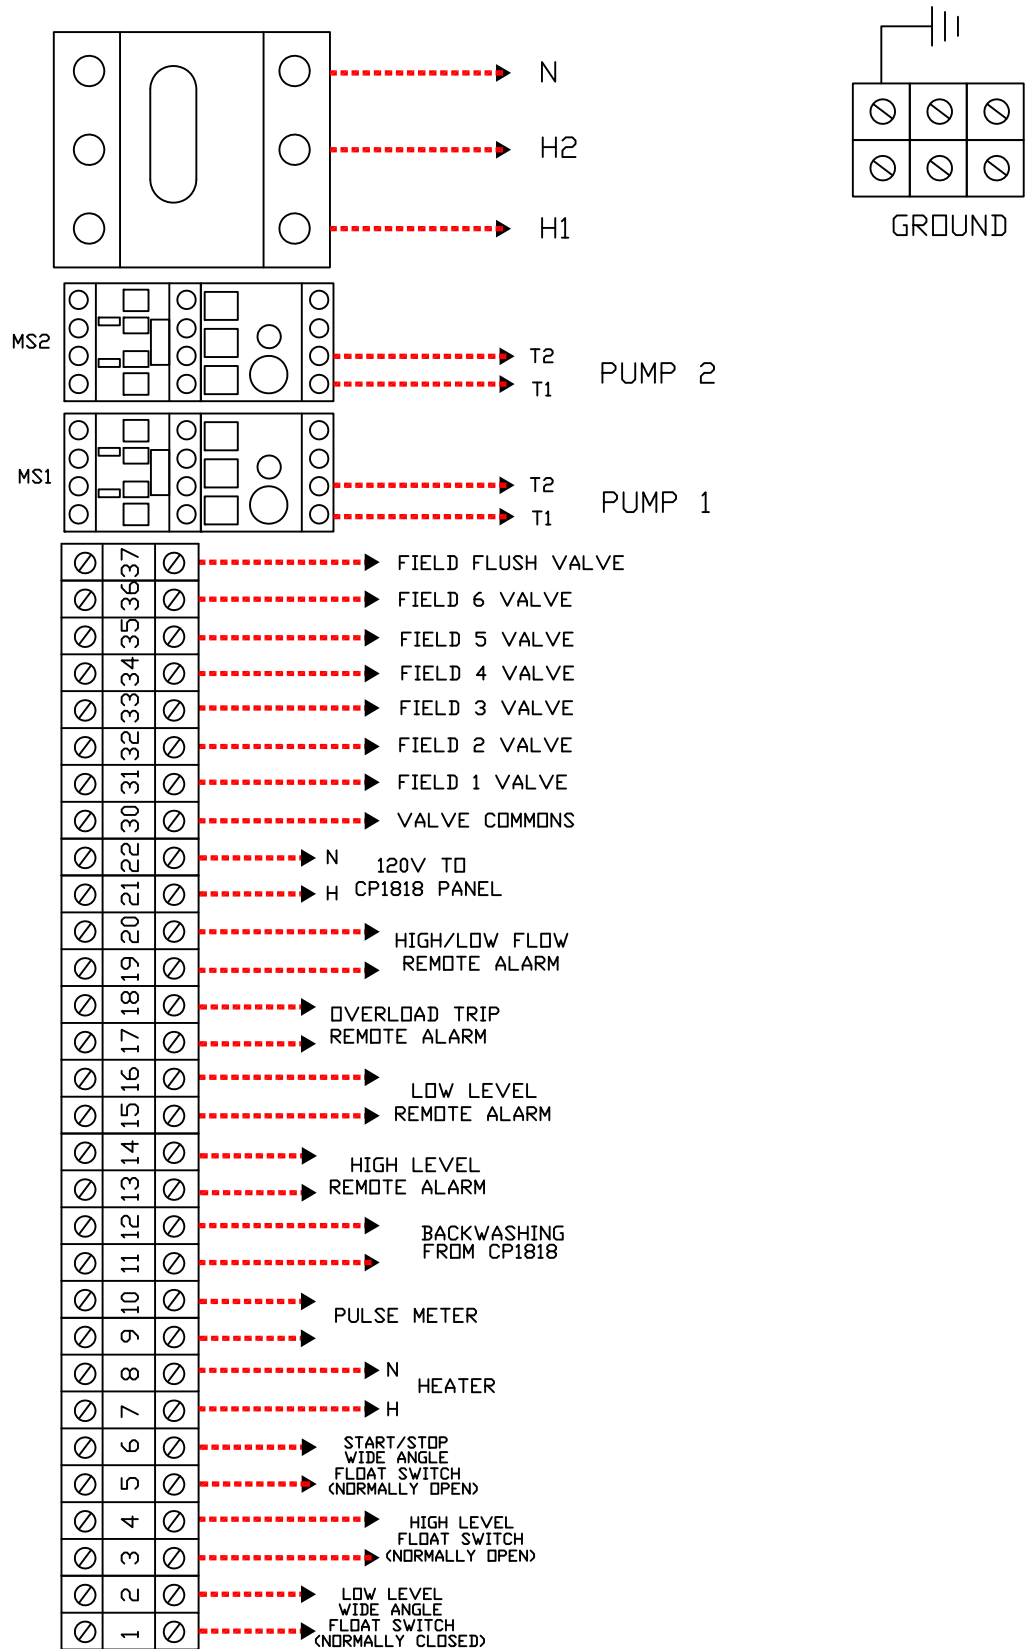 N
H2
H1
GROUND
MS2
T2
T1
PUMP 2
MS1
T2
T1
PUMP 1
37 FIELD FLUSH VALVE
36 FIELD 6 VALVE
35 FIELD 5 VALVE
34 FIELD 4 VALVE
33 FIELD 3 VALVE
32 FIELD 2 VALVE
31 FIELD 1 VALVE
30 VALVE COMMONS
22 N
21 H
120V TO
CP1818 PANEL
20
19
HIGH/LOW FLOW
REMOTE ALARM
18
17
OVERLOAD TRIP
REMOTE ALARM
16
15
LOW LEVEL
REMOTE ALARM
14
13
HIGH LEVEL
REMOTE ALARM
12
11
BACKWASHING
FROM CP1818
10
9
PULSE METER
8 N
7 H
HEATER
6
5
START/STOP
WIDE ANGLE
FLOAT SWITCH
(NORMALLY OPEN)
4
3
HIGH LEVEL
FLOAT SWITCH
(NORMALLY OPEN)
2
1
LOW LEVEL
WIDE ANGLE
FLOAT SWITCH
(NORMALLY CLOSED)